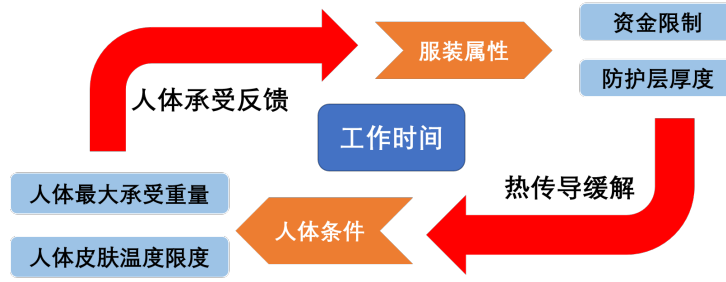 服装属性
资金限制
防护层厚度
人体承受反馈
工作时间
热传导缓解
人体最大承受重量
人体条件
人体皮肤温度限度